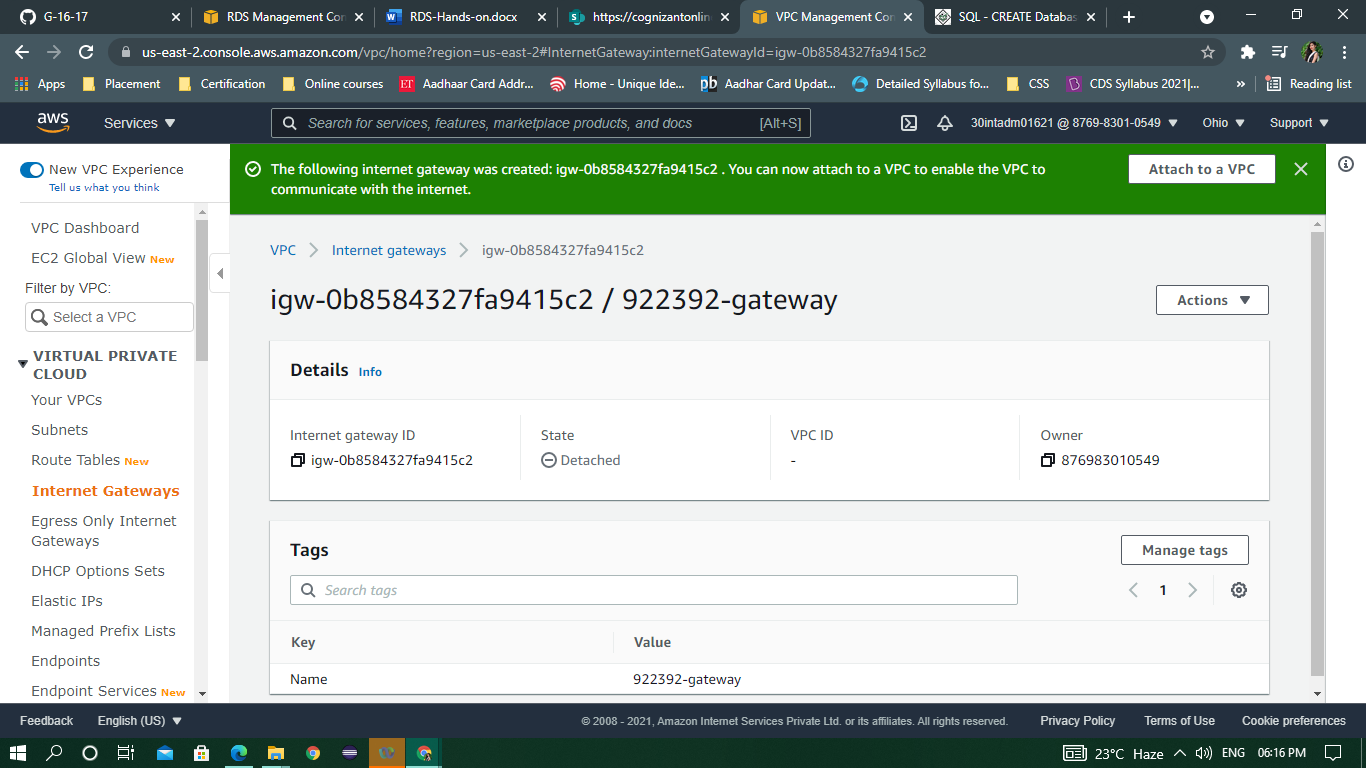 G-16-17
RDS Management Con
RDS-Hands-on.docx
https://cognizantonlin
VPC Management Con
SQL - CREATE Databas
us-east-2.console.aws.amazon.com/vpc/home?region=us-east-2#InternetGateway:internetGatewayId=igw-0b8584327fa9415c2
Apps
Placement
Certification
Online courses
ET
Aadhaar Card Addr...
Home - Unique Ide...
pb
Aadhar Card Updat...
Detailed Syllabus fo...
CSS
CDS Syllabus 2021|...
»
Reading list
aws
Services
Search for services, features, marketplace products, and docs
[Alt+S]
30intadm01621 @ 8769-8301-0549
Ohio
Support
New VPC Experience
Tell us what you think
The following internet gateway was created: igw-0b8584327fa9415c2 . You can now attach to a VPC to enable the VPC to
communicate with the internet.
Attach to a VPC
VPC Dashboard
EC2 Global View New
Filter by VPC:
Select a VPC
VIRTUAL PRIVATE
CLOUD
Your VPCs
Subnets
Route Tables New
Internet Gateways
Egress Only Internet
Gateways
DHCP Options Sets
Elastic IPs
Managed Prefix Lists
Endpoints
Endpoint Services New
VPC
Internet gateways
igw-0b8584327fa9415c2
igw-0b8584327fa9415c2 / 922392-gateway
Actions
Details Info
Internet gateway ID
igw-0b8584327fa9415c2
State
Detached
VPC ID
-
Owner
876983010549
Tags
Manage tags
Search tags
1
Key
Value
Name
922392-gateway
Feedback
English (US)
© 2008 - 2021, Amazon Internet Services Private Ltd. or its affiliates. All rights reserved.
Privacy Policy
Terms of Use
Cookie preferences
23°C Haze
ENG
06:16 PM